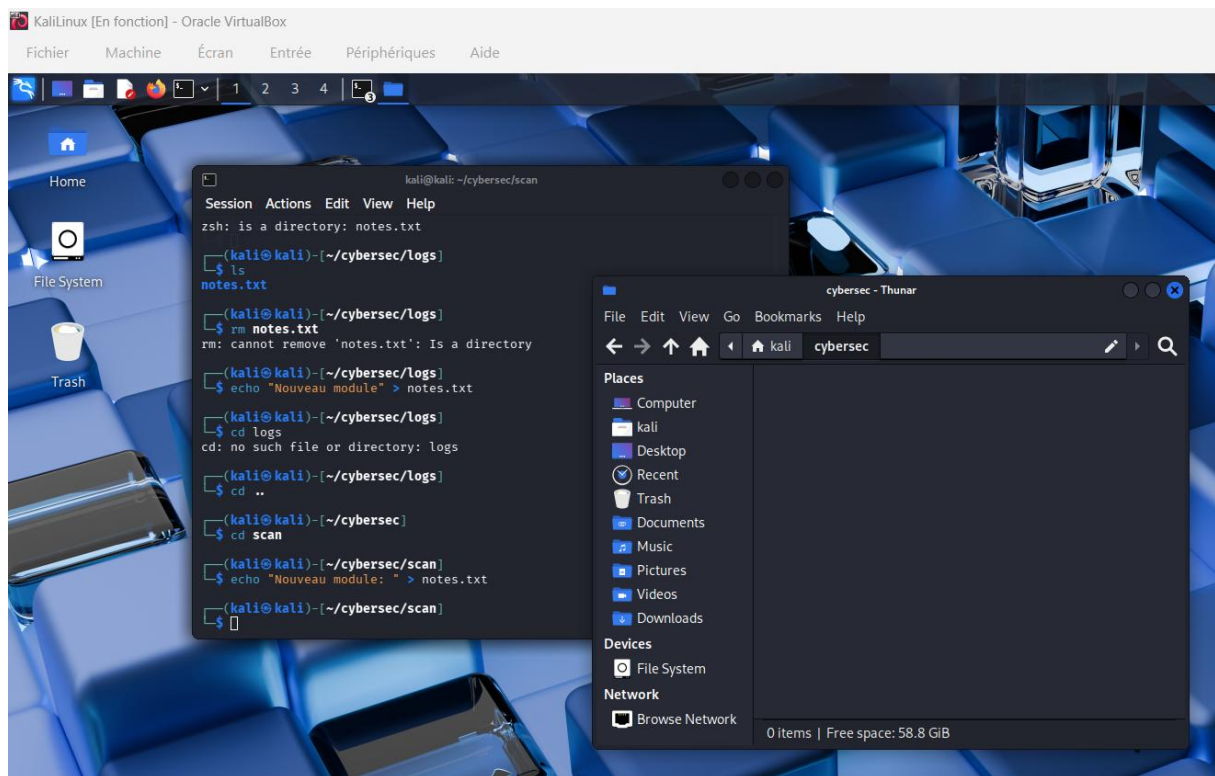 KaliLinux [En fonction] - Oracle VirtualBox
Fichier Machine Écran Entrée Périphériques Aide
1 2 3 4 3
Home
File System
Trash
kali@kali: ~/cybersec/scan
Session Actions Edit View Help
zsh: is a directory: notes.txt
┌──(kali㉿kali)-[~/cybersec/logs]
└─$ ls
notes.txt
┌──(kali㉿kali)-[~/cybersec/logs]
└─$ rm notes.txt
rm: cannot remove 'notes.txt': Is a directory
┌──(kali㉿kali)-[~/cybersec/logs]
└─$ echo "Nouveau module" > notes.txt
┌──(kali㉿kali)-[~/cybersec/logs]
└─$ cd logs
cd: no such file or directory: logs
┌──(kali㉿kali)-[~/cybersec/logs]
└─$ cd ..
┌──(kali㉿kali)-[~/cybersec]
└─$ cd scan
┌──(kali㉿kali)-[~/cybersec/scan]
└─$ echo "Nouveau module: " > notes.txt
┌──(kali㉿kali)-[~/cybersec/scan]
└─$
cybersec - Thunar
File Edit View Go Bookmarks Help
kali cybersec
Places
Computer
kali
Desktop
Recent
Trash
Documents
Music
Pictures
Videos
Downloads
Devices
File System
Network
Browse Network
0 items | Free space: 58.8 GiB